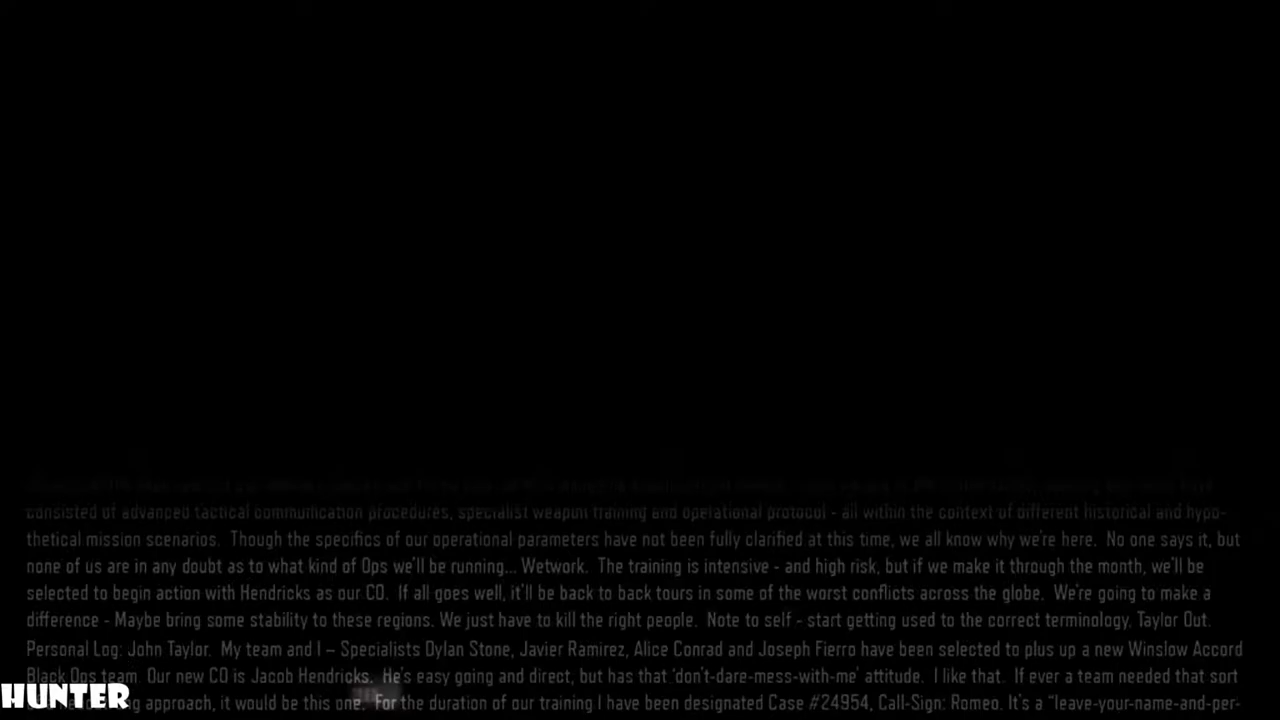 consisted of advanced tactical communication procedures, specialist weapon training and operational protocol - all within the context of different historical and hypo-
thetical mission scenarios.  Though the specifics of our operational parameters have not been fully clarified at this time, we all know why we're here.  No one says it, but
none of us are in any doubt as to what kind of Ops we'll be running... Wetwork.  The training is intensive - and high risk, but if we make it through the month, we'll be
selected to begin action with Hendricks as our CO.  If all goes well, it'll be back to back tours in some of the worst conflicts across the globe.  We're going to make a
difference - Maybe bring some stability to these regions. We just have to kill the right people.  Note to self - start getting used to the correct terminology. Taylor Out.
Personal Log: John Taylor.  My team and I – Specialists Dylan Stone, Javier Ramirez, Alice Conrad and Joseph Fierro have been selected to plus up a new Winslow Accord
Black Ops team.  Our new CO is Jacob Hendricks.  He's easy going and direct, but has that 'don't-dare-mess-with-me' attitude.  I like that.  If ever a team needed that sort
approach, it would be this one.  For the duration of our training I have been designated Case #24954, Call-Sign: Romeo. It's a "leave-your-name-and-per-
HUNTER